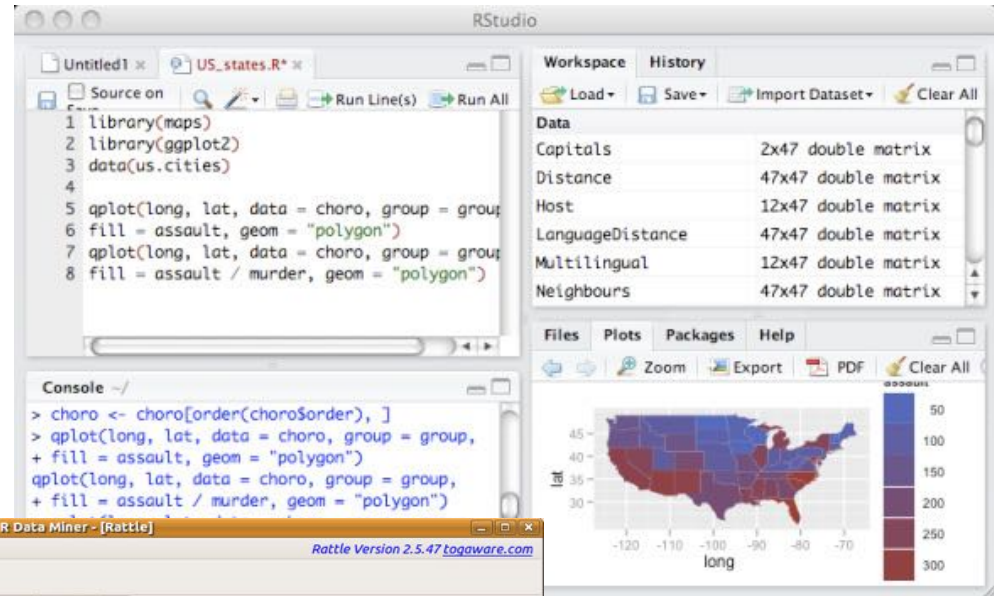 RStudio
Untitled1 US_states.R*
Source on Run Line(s) Run All
1 library(maps)
2 library(ggplot2)
3 data(us.cities)
4
5 qplot(long, lat, data = choro, group = group
6 fill = assault, geom = "polygon")
7 qplot(long, lat, data = choro, group = group
8 fill = assault / murder, geom = "polygon")
Console ~/
> choro <- choro[order(choro$order), ]
> qplot(long, lat, data = choro, group = group,
+ fill = assault, geom = "polygon")
qplot(long, lat, data = choro, group = group,
+ fill = assault / murder, geom = "polygon")
Workspace History
Load Save Import Dataset Clear All
Data
Capitals 2x47 double matrix
Distance 47x47 double matrix
Host 12x47 double matrix
LanguageDistance 47x47 double matrix
Multilingual 12x47 double matrix
Neighbours 47x47 double matrix
Files Plots Packages Help
Zoom Export PDF Clear All
assault
50
100
150
200
250
300
lat
45
40
35
30
-120 -110 -100 -90 -80 -70
long
R Data Miner - [Rattle]
Rattle Version 2.5.47 togaware.com